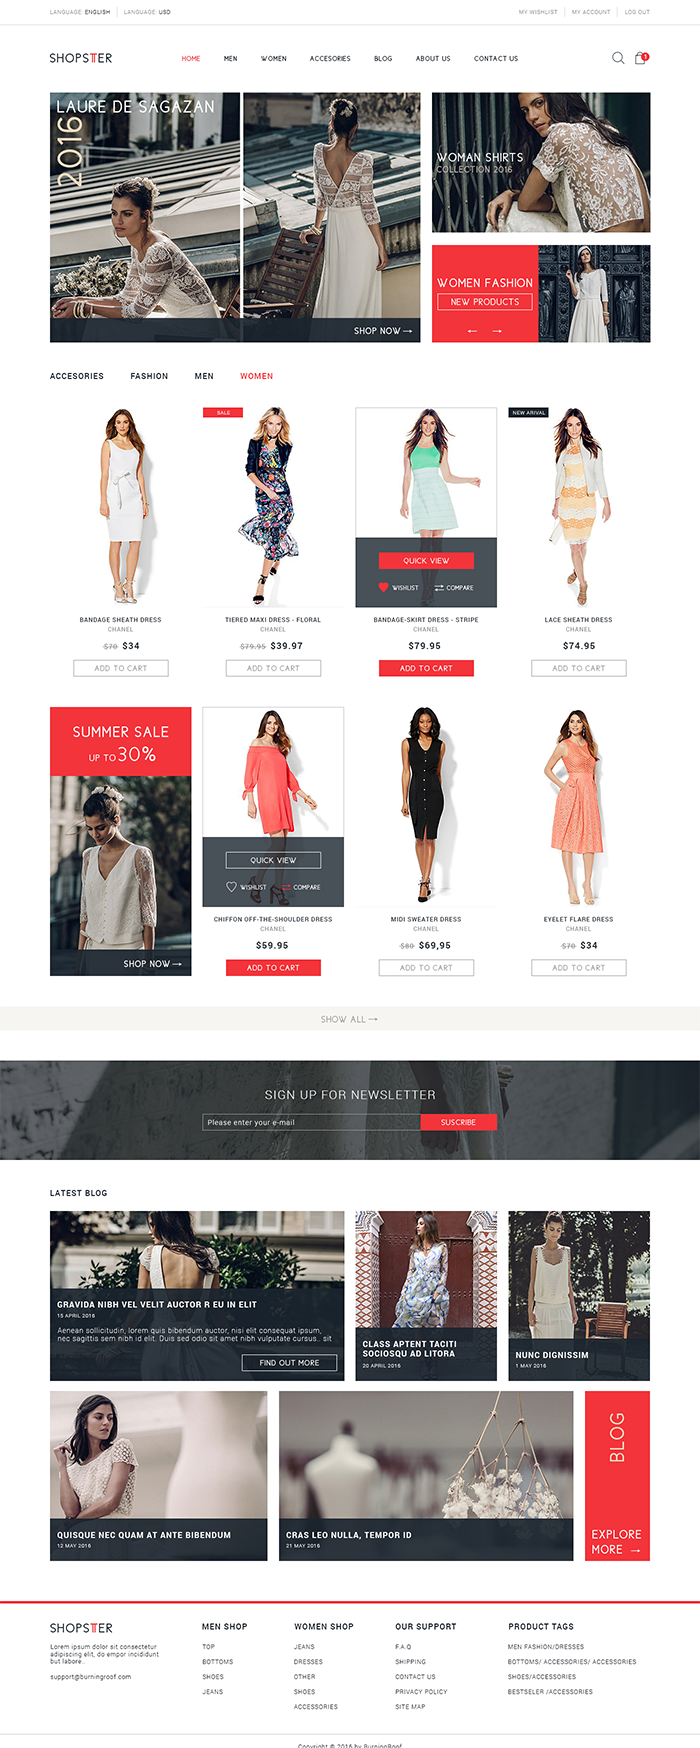 LANGUAGE: ENGLISH
LANGUAGE: USD
MY WISHLIST
MY ACCOUNT
LOG OUT
SHOPSTER
HOME
MEN
WOMEN
ACCESORIES
BLOG
ABOUT US
CONTACT US
1
LAURE DE SAGAZAN
2016
SHOP NOW →
WOMAN SHIRTS
COLLECTION 2016
WOMEN FASHION
NEW PRODUCTS
← →
ACCESORIES
FASHION
MEN
WOMEN
SALE
NEW ARIVAL
QUICK VIEW
WISHLIST
COMPARE
BANDAGE SHEATH DRESS
CHANEL
$70 $34
ADD TO CART
TIERED MAXI DRESS - FLORAL
CHANEL
$79.95 $39.97
ADD TO CART
BANDAGE-SKIRT DRESS - STRIPE
CHANEL
$79.95
ADD TO CART
LACE SHEATH DRESS
CHANEL
$74.95
ADD TO CART
SUMMER SALE
UP TO 30%
SHOP NOW →
QUICK VIEW
WISHLIST
COMPARE
CHIFFON OFF-THE-SHOULDER DRESS
CHANEL
$59.95
ADD TO CART
MIDI SWEATER DRESS
CHANEL
$80 $69,95
ADD TO CART
EYELET FLARE DRESS
CHANEL
$70 $34
ADD TO CART
SHOW ALL →
SIGN UP FOR NEWSLETTER
Please enter your e-mail
SUSCRIBE
LATEST BLOG
GRAVIDA NIBH VEL VELIT AUCTOR R EU IN ELIT
15 APRIL 2016
Aenean sollicitudin, lorem quis bibendum auctor, nisi elit consequat ipsum,
nec sagittis sem nibh id elit. Duis sed odio sit amet nibh vulputate cursus.. sit
FIND OUT MORE
CLASS APTENT TACITI
SOCIOSQU AD LITORA
20 APRIL 2016
NUNC DIGNISSIM
1 MAY 2016
QUISQUE NEC QUAM AT ANTE BIBENDUM
12 MAY 2016
CRAS LEO NULLA, TEMPOR ID
21 MAY 2016
BLOG
EXPLORE
MORE →
SHOPSTER
Lorem ipsum dolor sit consectetur
adipiscing elit, do empor incididunt
but labore..
support@burningroof.com
MEN SHOP
TOP
BOTTOMS
SHOES
JEANS
WOMEN SHOP
JEANS
DRESSES
OTHER
SHOES
ACCESSORIES
OUR SUPPORT
F.A.Q
SHIPPING
CONTACT US
PRIVACY POLICY
SITE MAP
PRODUCT TAGS
MEN FASHION/DRESSES
BOTTOMS/ ACCESSORIES/ ACCESSORIES
SHOES/ACCESSORIES
BESTSELER /ACCESSORIES
Copyright © 2016 by BurningRoof